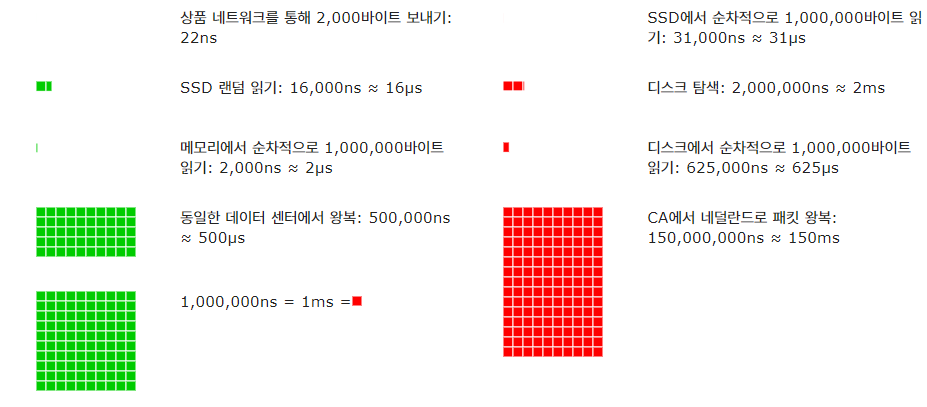 상품 네트워크를 통해 2,000바이트 보내기:
22ns
SSD 랜덤 읽기: 16,000ns ≈ 16μs
메모리에서 순차적으로 1,000,000바이트
읽기: 2,000ns ≈ 2μs
동일한 데이터 센터에서 왕복: 500,000ns
≈ 500μs
1,000,000ns = 1ms =
SSD에서 순차적으로 1,000,000바이트 읽
기: 31,000ns ≈ 31μs
디스크 탐색: 2,000,000ns ≈ 2ms
디스크에서 순차적으로 1,000,000바이트
읽기: 625,000ns ≈ 625μs
CA에서 네덜란드로 패킷 왕복:
150,000,000ns ≈ 150ms